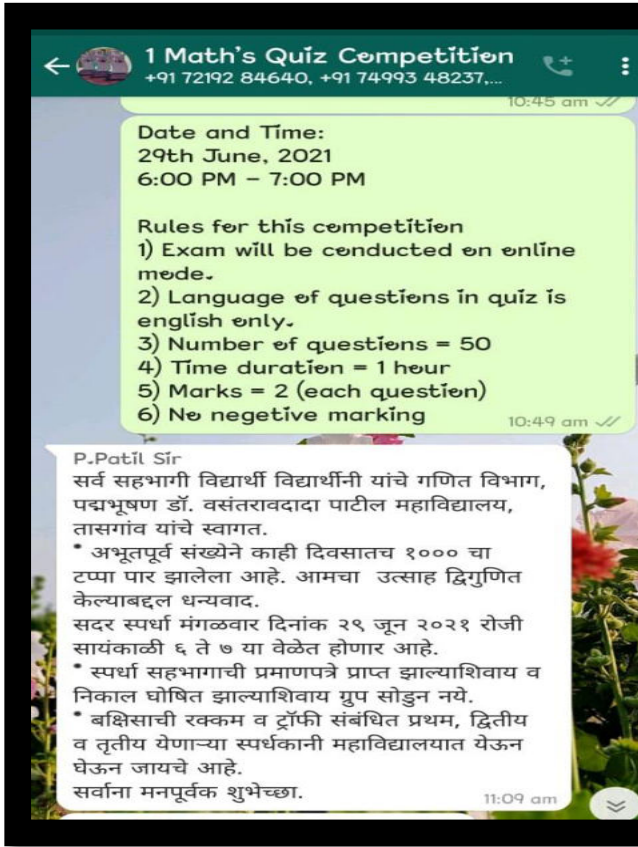 1 Math's Quiz Competition
+91 72192 84640, +91 74993 48237,...
10:45 am
Date and Time:
29th June, 2021
6:00 PM – 7:00 PM
Rules for this competition
1) Exam will be conducted on online
mode.
2) Language of questions in quiz is
english only.
3) Number of questions = 50
4) Time duration = 1 hour
5) Marks = 2 (each question)
6) No negetive marking
10:49 am
P.Patil Sir
सर्व सहभागी विद्यार्थी विद्यार्थीनी यांचे गणित विभाग,
पद्मभूषण डॉ. वसंतरावदादा पाटील महाविद्यालय,
तासगांव यांचे स्वागत.
* अभूतपूर्व संख्येने काही दिवसातच १००० चा
टप्पा पार झालेला आहे. आमचा उत्साह द्विगुणित
केल्याबद्दल धन्यवाद.
सदर स्पर्धा मंगळवार दिनांक २९ जून २०२१ रोजी
सायंकाळी ६ ते ७ या वेळेत होणार आहे.
* स्पर्धा सहभागाची प्रमाणपत्रे प्राप्त झाल्याशिवाय व
निकाल घोषित झाल्याशिवाय ग्रुप सोडुन नये.
* बक्षिसाची रक्कम व ट्रॉफी संबंधित प्रथम, द्वितीय
व तृतीय येणाऱ्या स्पर्धकानी महाविद्यालयात येऊन
घेऊन जायचे आहे.
सर्वाना मनपूर्वक शुभेच्छा.
11:09 am